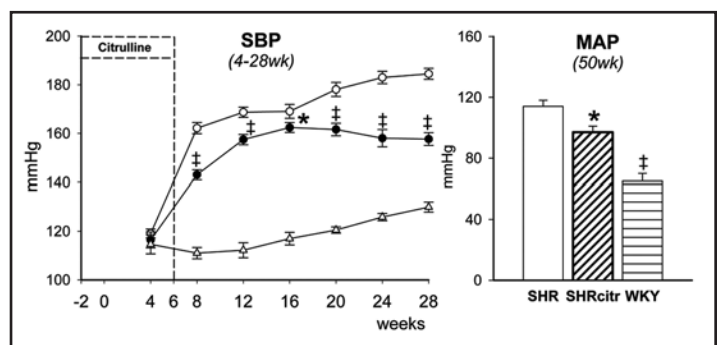 SBP
(4-28wk)
Citrulline
mmHg
200
180
160
140
120
100
‡
‡
*
‡
‡
‡
-2 0 4 6 8 12 16 20 24 28
weeks
MAP
(50wk)
mmHg
160
120
80
40
0
*
‡
SHR SHRcitr WKY